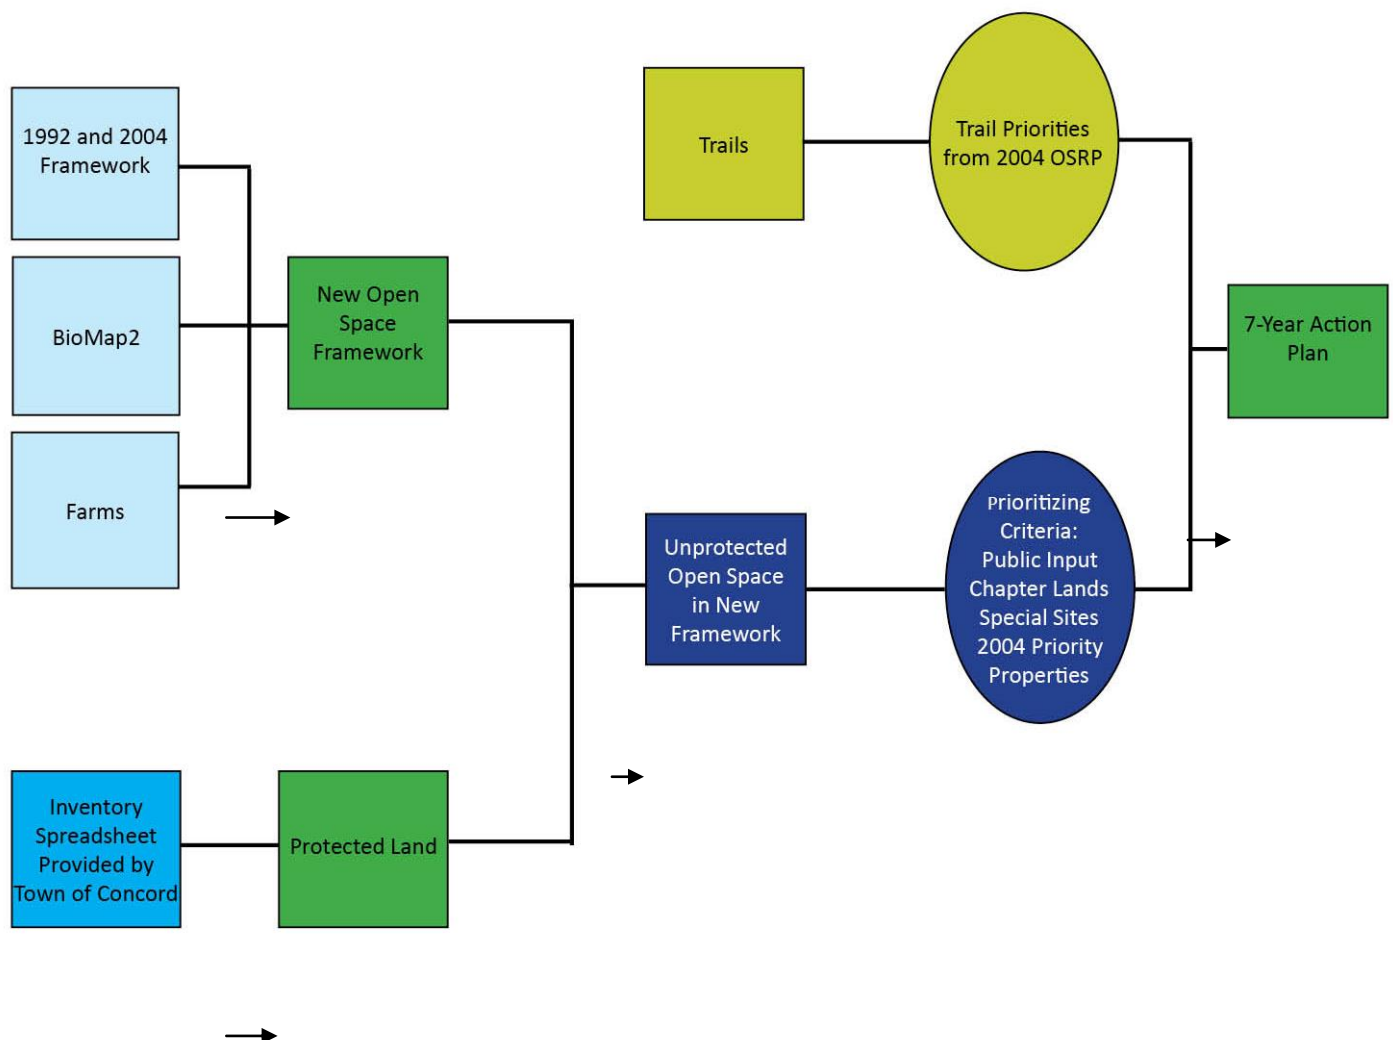 1992 and 2004
Framework
BioMap2
Farms
New Open
Space
Framework
Trails
Trail Priorities
from 2004 OSRP
7-Year Action
Plan
Unprotected
Open Space
in New
Framework
Prioritizing
Criteria:
Public Input
Chapter Lands
Special Sites
2004 Priority
Properties
Inventory
Spreadsheet
Provided by
Town of Concord
Protected Land